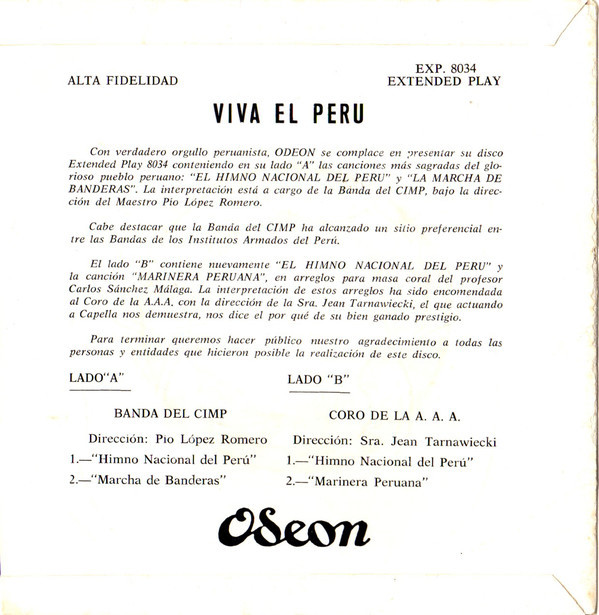 ALTA FIDELIDAD
EXP. 8034
EXTENDED PLAY
VIVA EL PERU
Con verdadero orgullo peruanista, ODEON se complace en presentar su disco
Extended Play 8034 conteniendo en su lado "A" las canciones más sagradas del glo-
rioso pueblo peruano: "EL HIMNO NACIONAL DEL PERU" y "LA MARCHA DE
BANDERAS". La interpretación está a cargo de la Banda del CIMP, bajo la direc-
ción del Maestro Pio López Romero.
Cabe destacar que la Banda del CIMP ha alcanzado un sitio preferencial en-
tre las Bandas de los Institutos Armados del Perú.
El lado "B" contiene nuevamente "EL HIMNO NACIONAL DEL PERU" y
la canción "MARINERA PERUANA", en arreglos para masa coral del profesor
Carlos Sánchez Málaga. La interpretación de estos arreglos ha sido encomendada
al Coro de la A.A.A, con la dirección de la Sra. Jean Tarnawiecki, el que actuando
a Capella nos demuestra, nos dice el por qué de su bien ganado prestigio.
Para terminar queremos hacer público nuestro agradecimiento a todas las
personas y entidades que hicieron posible la realización de este disco.
LADO"A"
BANDA DEL CIMP
Dirección: Pio López Romero
1.—"Himno Nacional del Perú"
2.—"Marcha de Banderas"
LADO "B"
CORO DE LA A. A. A.
Dirección: Sra. Jean Tarnawiecki
1.—"Himno Nacional del Perú"
2.—"Marinera Peruana"
Odeon